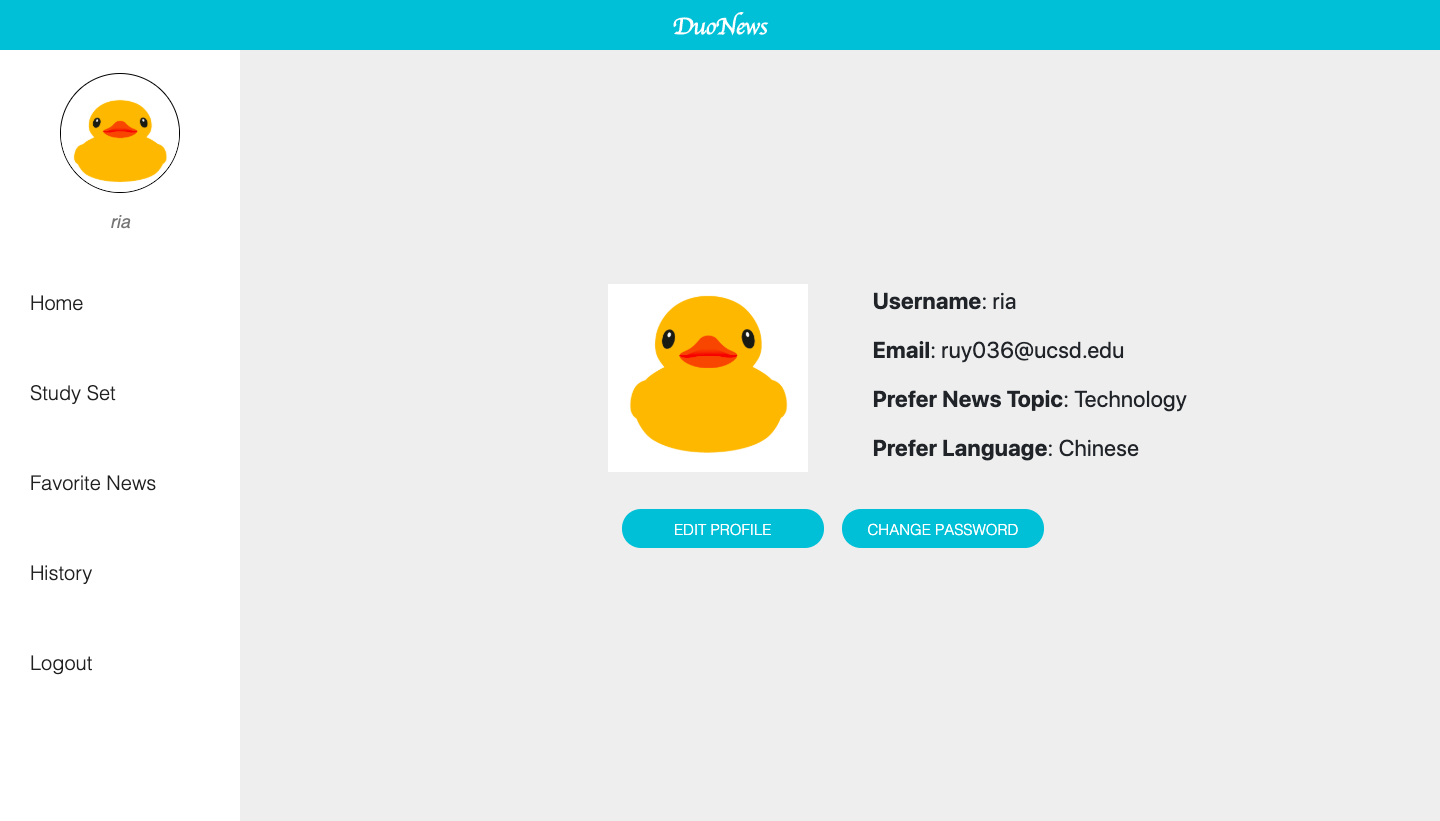 DuoNews
ria
Home
Study Set
Favorite News
History
Logout
Username: ria
Email: ruy036@ucsd.edu
Prefer News Topic: Technology
Prefer Language: Chinese
EDIT PROFILE
CHANGE PASSWORD